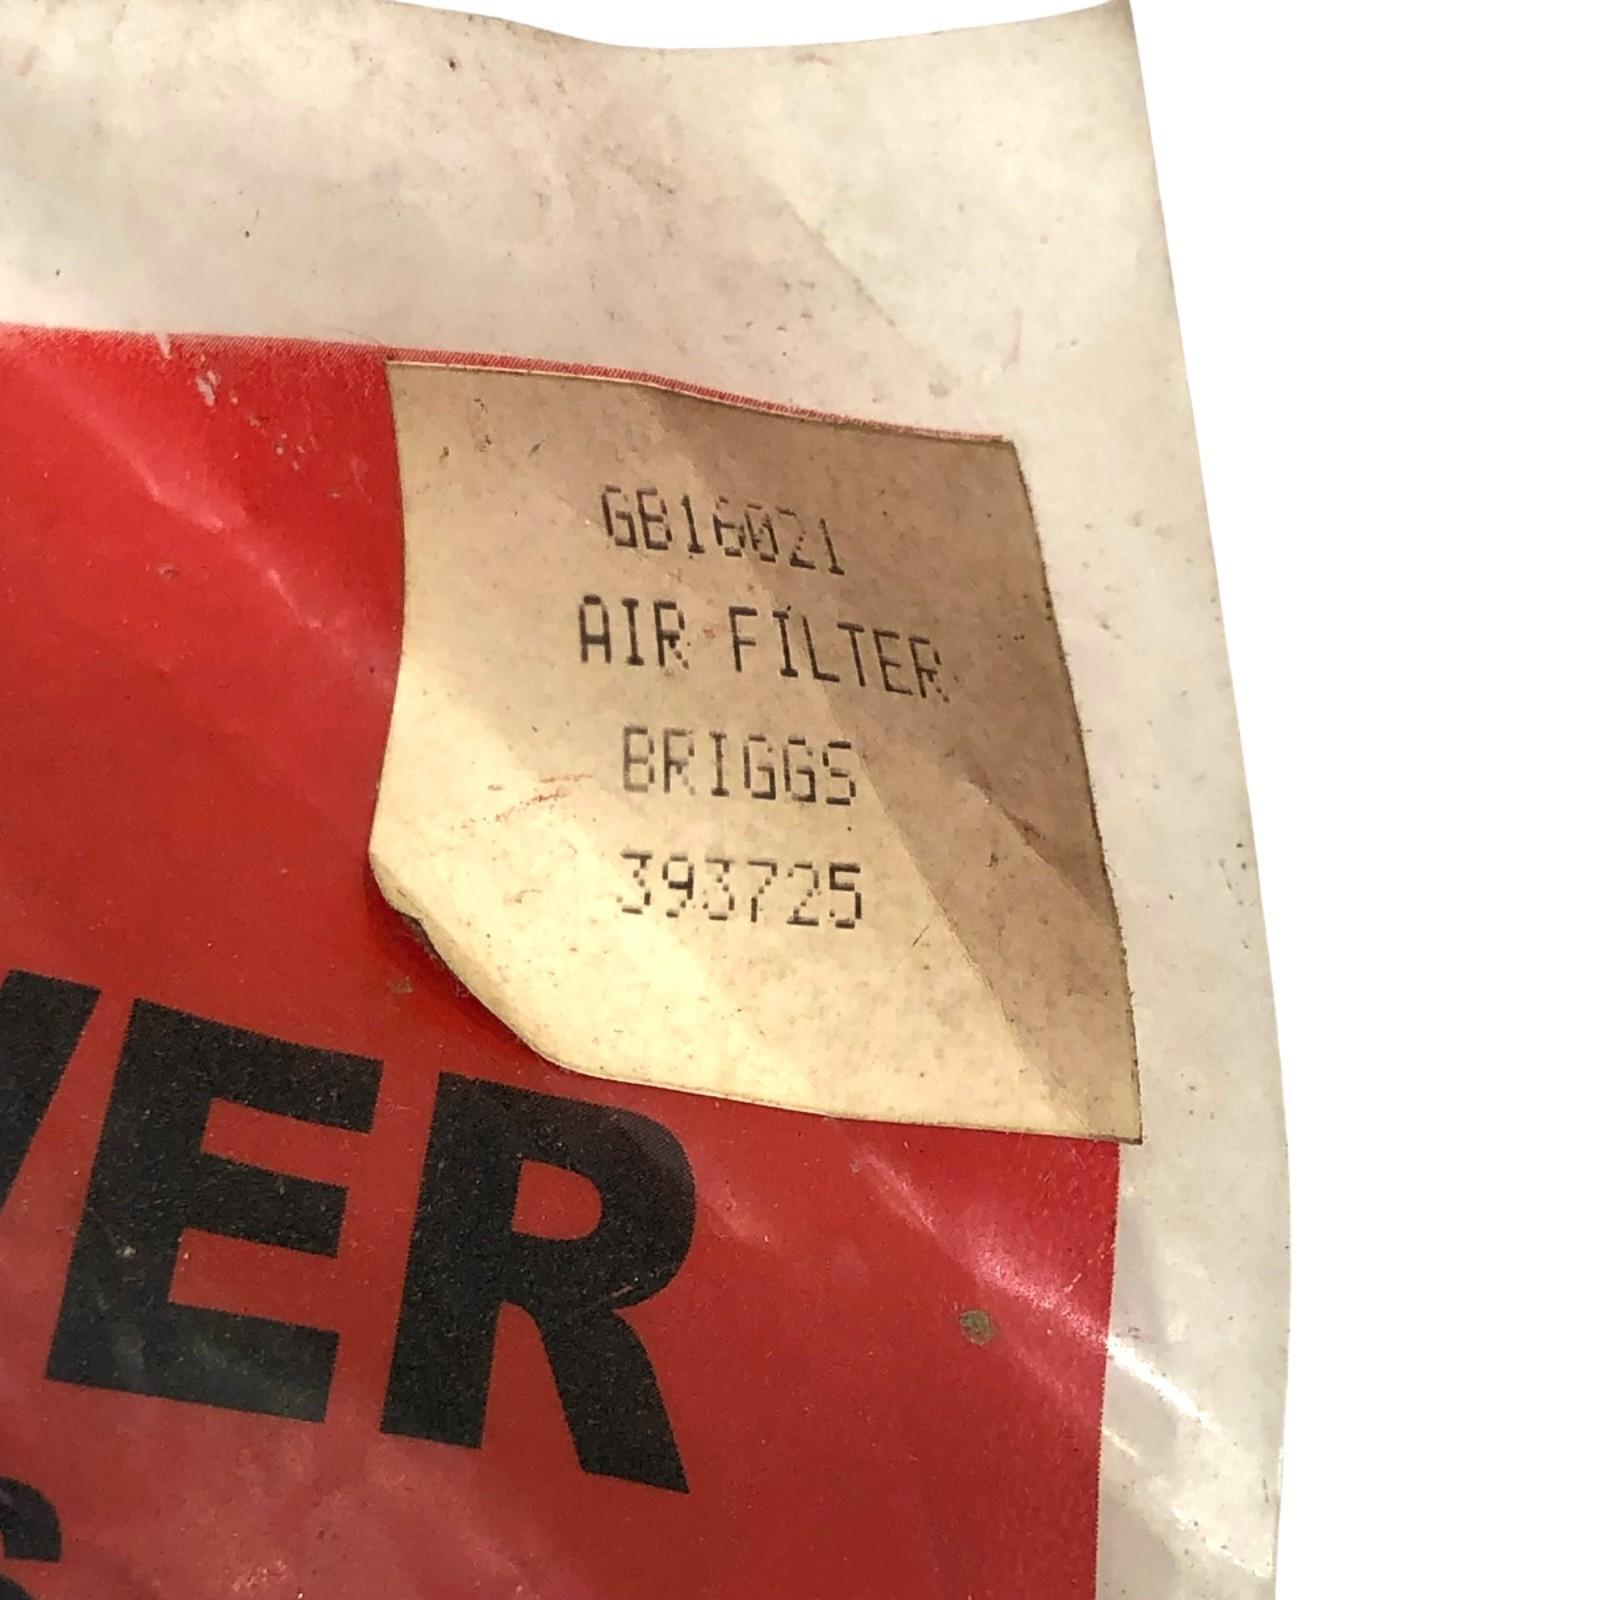 GB16021
AIR FILTER
BRIGGS
393725
VER
S